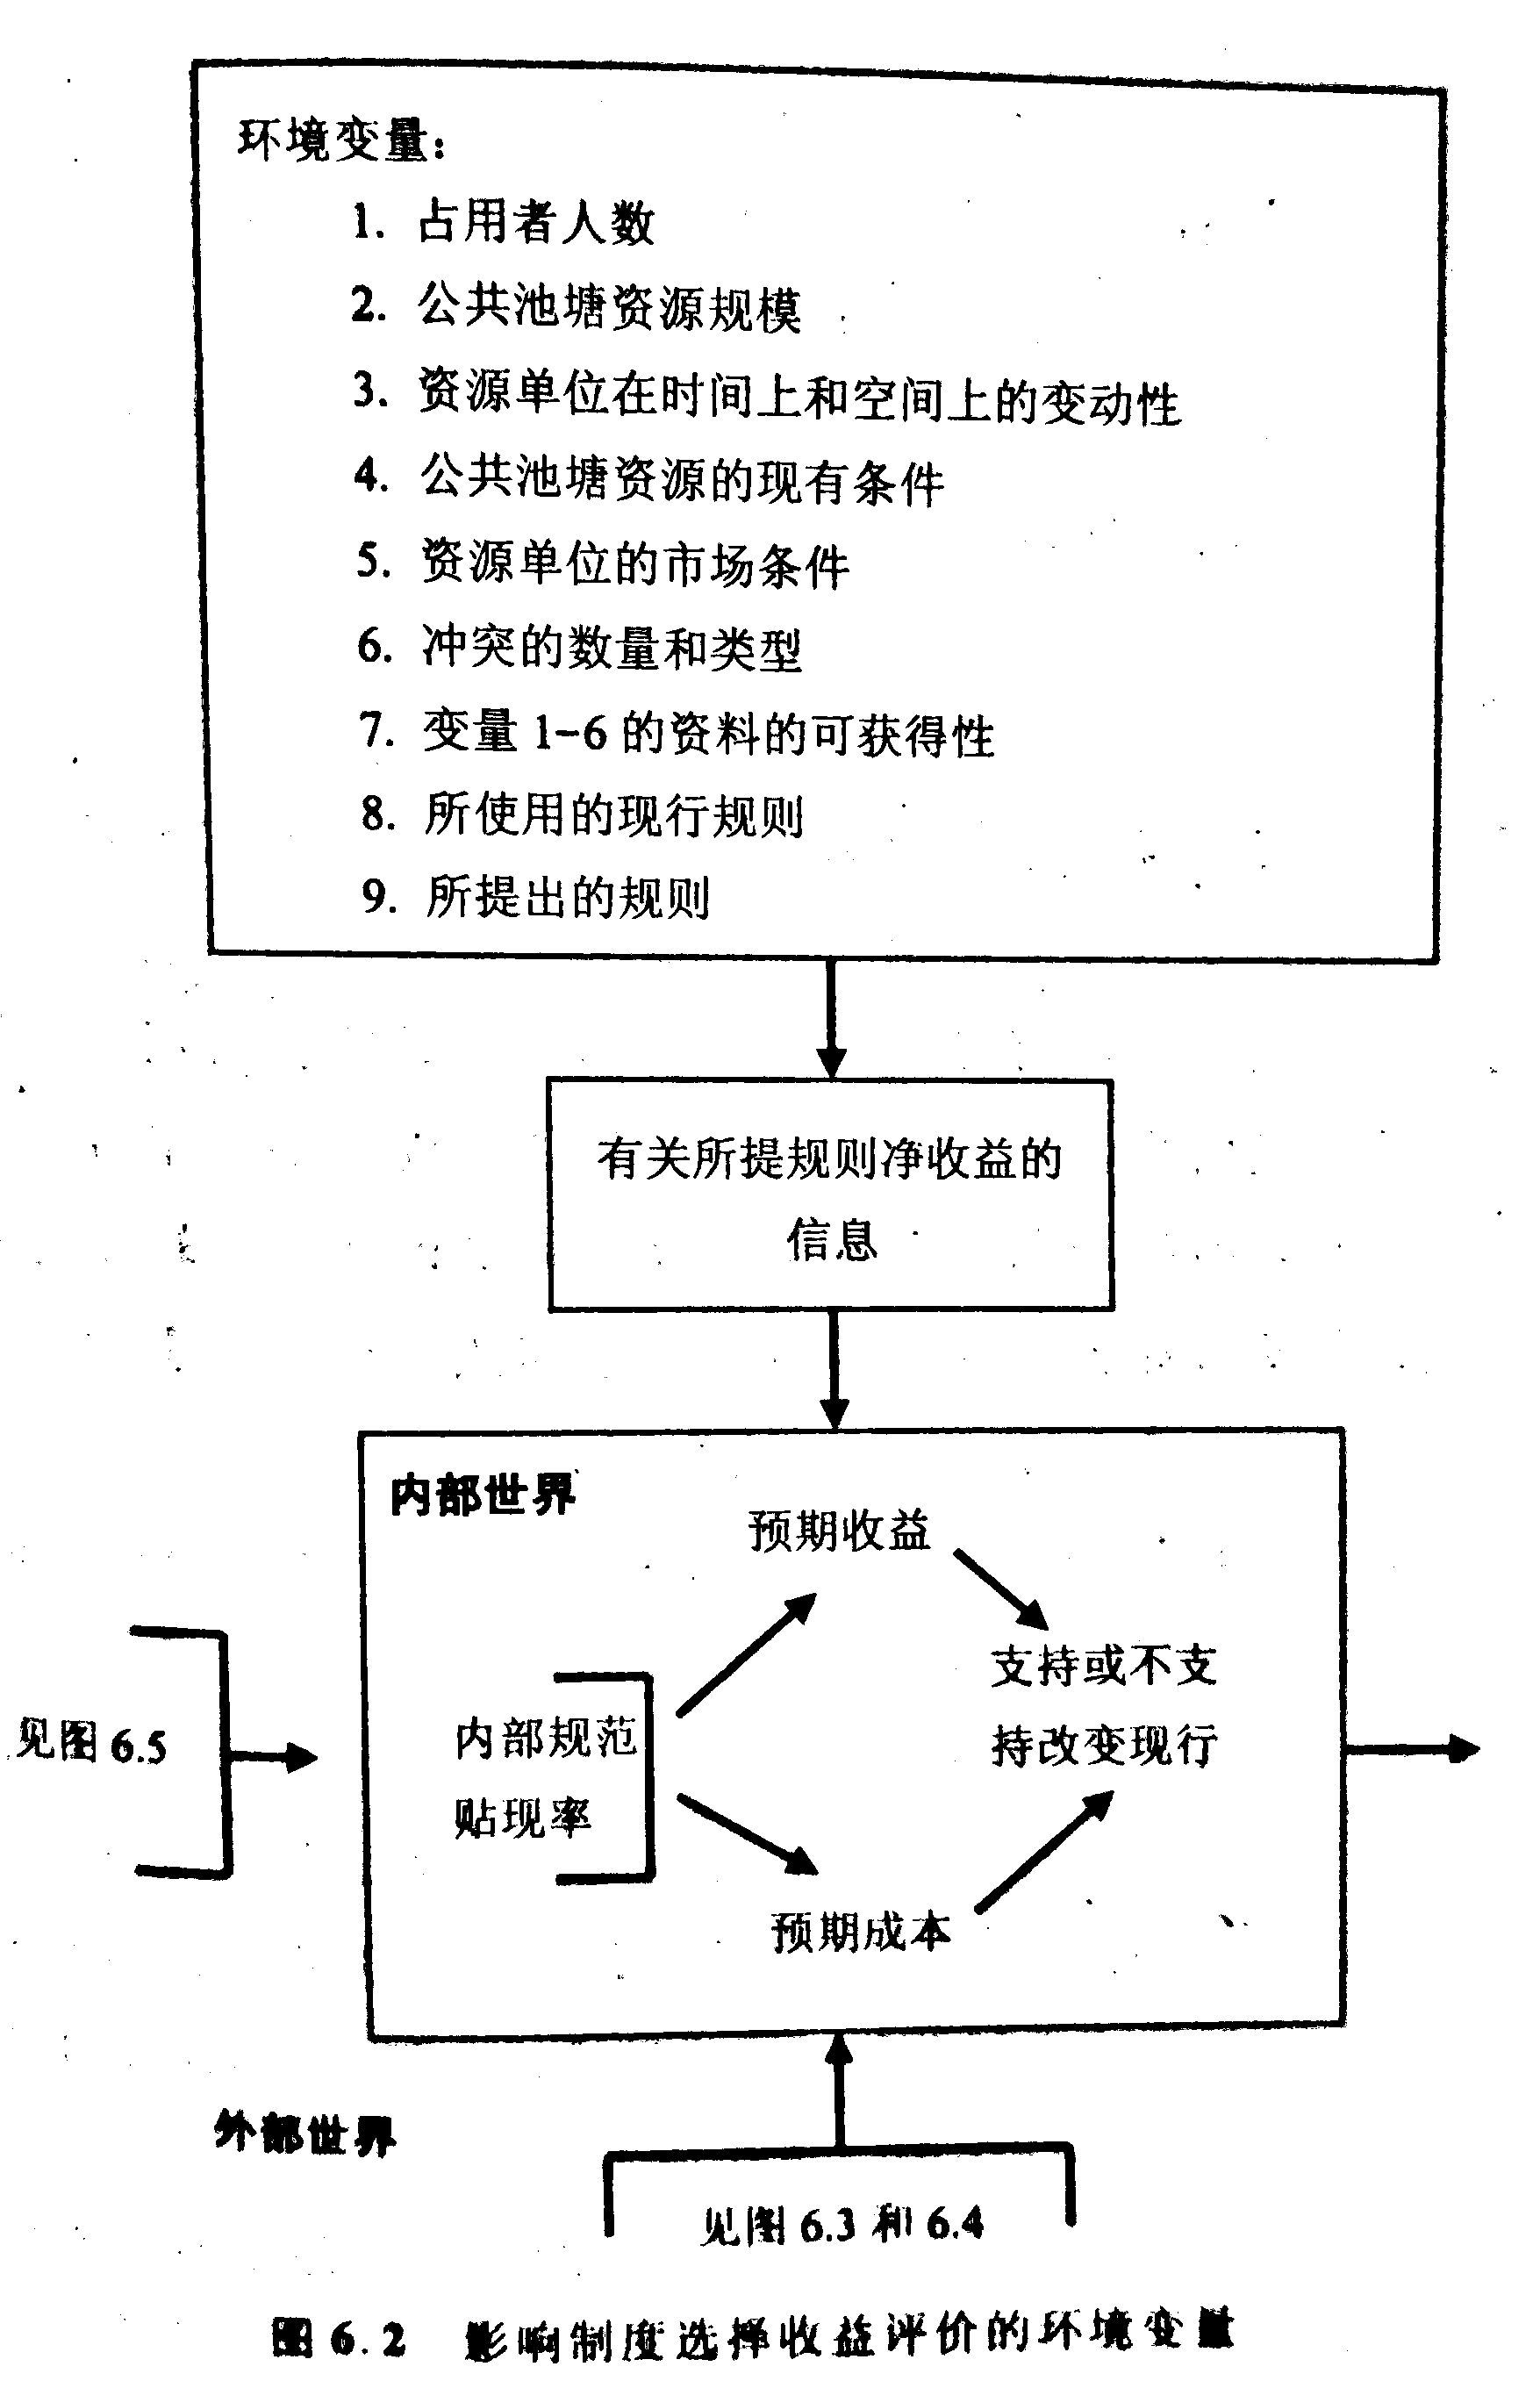 环境变量:
1. 占用者人数
2. 公共池塘资源规模
3. 资源单位在时间上和空间上的变动性
4. 公共池塘资源的现有条件
5. 资源单位的市场条件
6. 冲突的数量和类型
7. 变量 1-6 的资料的可获得性
8. 所使用的现行规则
9. 所提出的规则
有关所提规则净收益的
信息
内部世界
预期收益
支持或不支
持改变现行
见图 6.5
内部规范
贴现率
预期成本
外部世界
见图 6.3 和 6.4
图 6.2 影响制度选择收益评价的环境变量